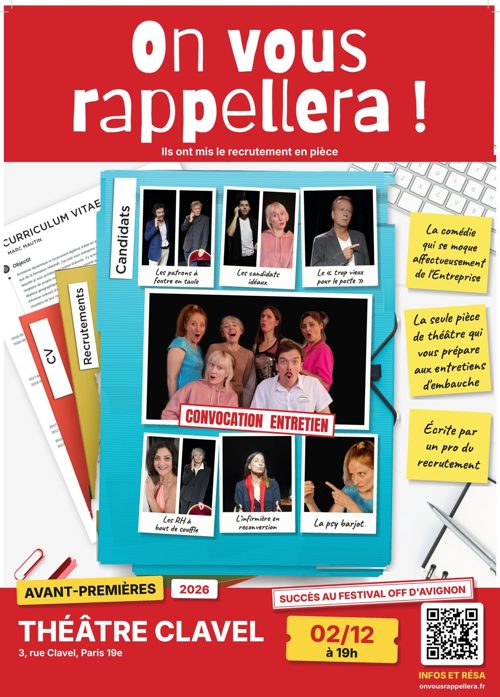 On vous
rappellera !
Ils ont mis le recrutement en pièce
CURRICULUM VITAE
MARC MAUTIN
Objectif
CV
Recrutements
Candidats
Les patrons à
foutre en taule
Les candidats
idéaux
Le « trop vieux
pour le poste »
CONVOCATION ENTRETIEN
Les RH à
bout de souffle
L'infirmière en
reconversion
La psy barjot
La comédie
qui se moque
affectueusement
de l'Entreprise
La seule pièce
de théâtre qui
vous prépare
aux entretiens
d'embauche
Écrite par
un pro du
recrutement
AVANT-PREMIÈRES
2026
SUCCÈS AU FESTIVAL OFF D'AVIGNON
THÉÂTRE CLAVEL
3, rue Clavel, Paris 19e
02/12
à 19h
INFOS ET RÉSA
onvousrappellera.fr